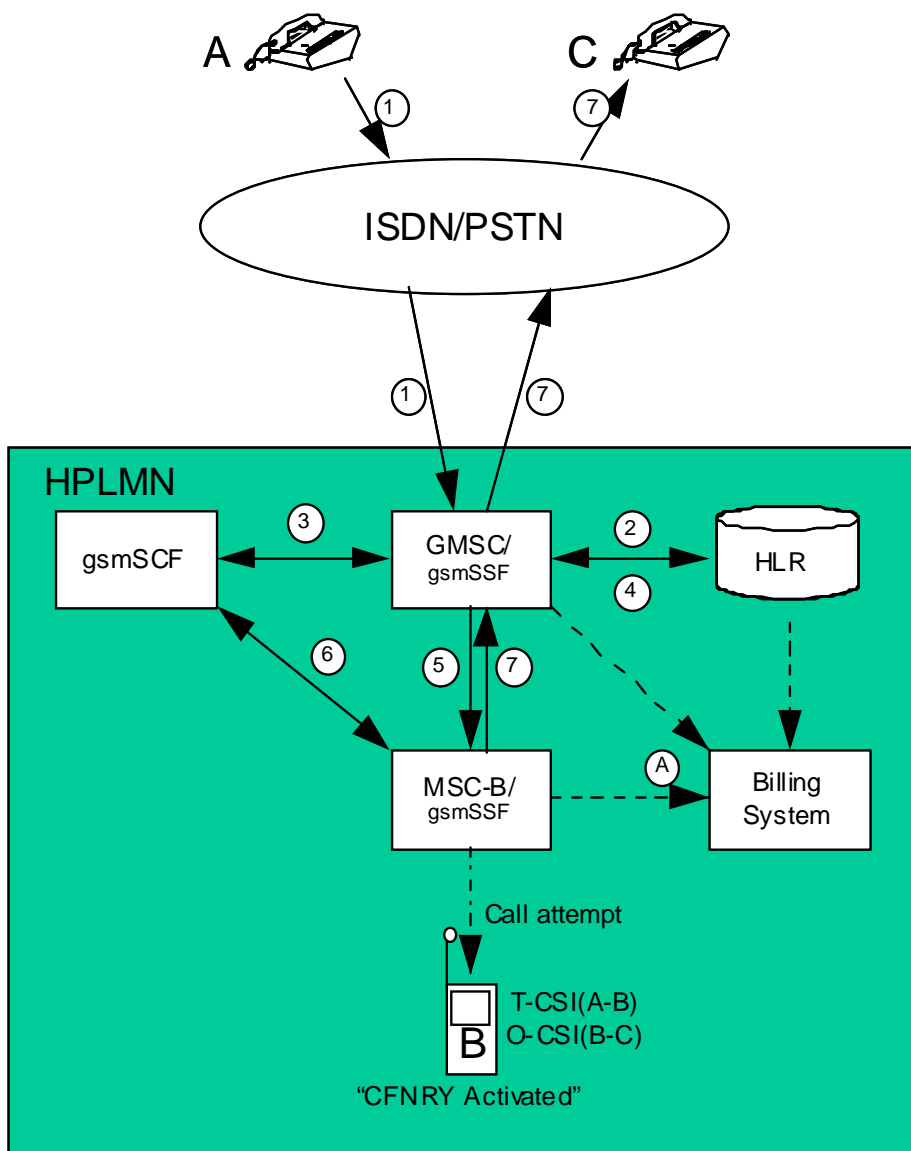 A
C
1
7
ISDN/PSTN
1
7
HPLMN
3
2
gsmSCF
GMSC/
gsmSSF
HLR
4
6
5
7
A
MSC-B/
gsmSSF
Billing
System
Call attempt
T-CSI(A-B)
O-CSI(B-C)
B
“CFNRY Activated”